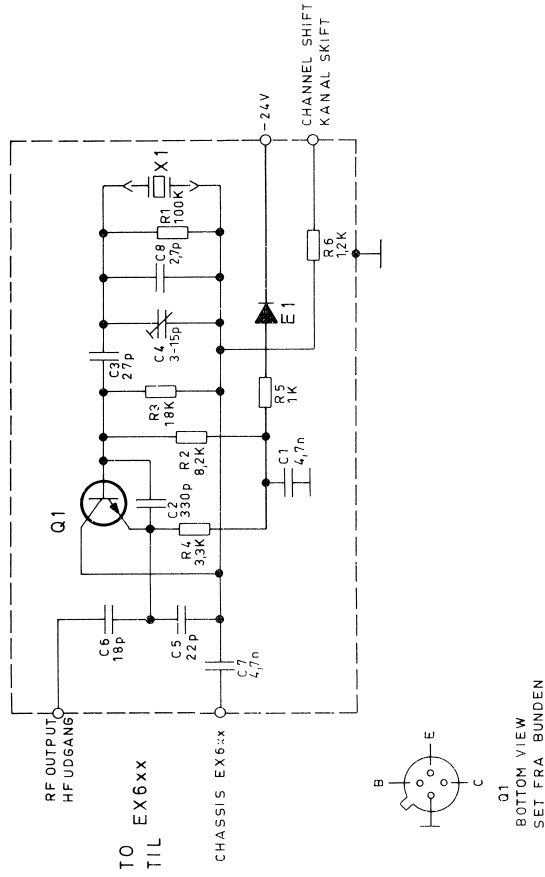 RF OUTPUT
HF UDGANG
TO EX6xx
TIL
CHASSIS EX6xx
C6
18p
C5
22p
C7
4,7n
Q1
C2
330p
R4
3,3K
R2
8,2K
R3
18K
C3
27p
C4
3-15p
C8
2,7p
R1
100K
X1
C1
4,7n
R5
1K
E1
R6
1,2K
-24V
CHANNEL SHIFT
KANAL SKIFT
B
E
C
Q1
BOTTOM VIEW
SET FRA BUNDEN